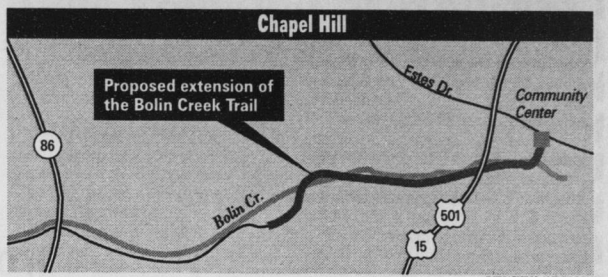 Chapel Hill
Proposed extension of
the Bolin Creek Trail
Estes Dr.
Community
Center
86
Bolin Cr.
501
15